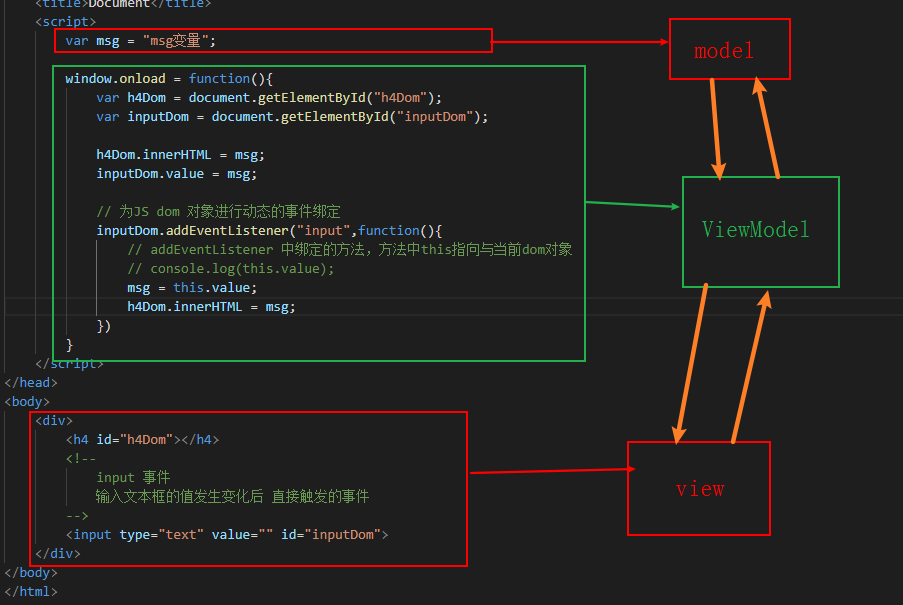 <title>Document</title>
<script>
var msg = "msg变量";
model
window.onload = function(){
var h4Dom = document.getElementById("h4Dom");
var inputDom = document.getElementById("inputDom");
h4Dom.innerHTML = msg;
inputDom.value = msg;
// 为JS dom 对象进行动态的事件绑定
inputDom.addEventListener("input",function(){
ViewModel
// addEventListener 中绑定的方法，方法中this指向与当前dom对象
// console.log(this.value);
msg = this.value;
h4Dom.innerHTML = msg;
})
}
</script>
</head>
<body>
<div>
<h4 id="h4Dom"></h4>
<!--
input 事件
view
输入文本框的值发生变化后 直接触发的事件
-->
<input type="text" value="" id="inputDom">
</div>
</body>
</html>